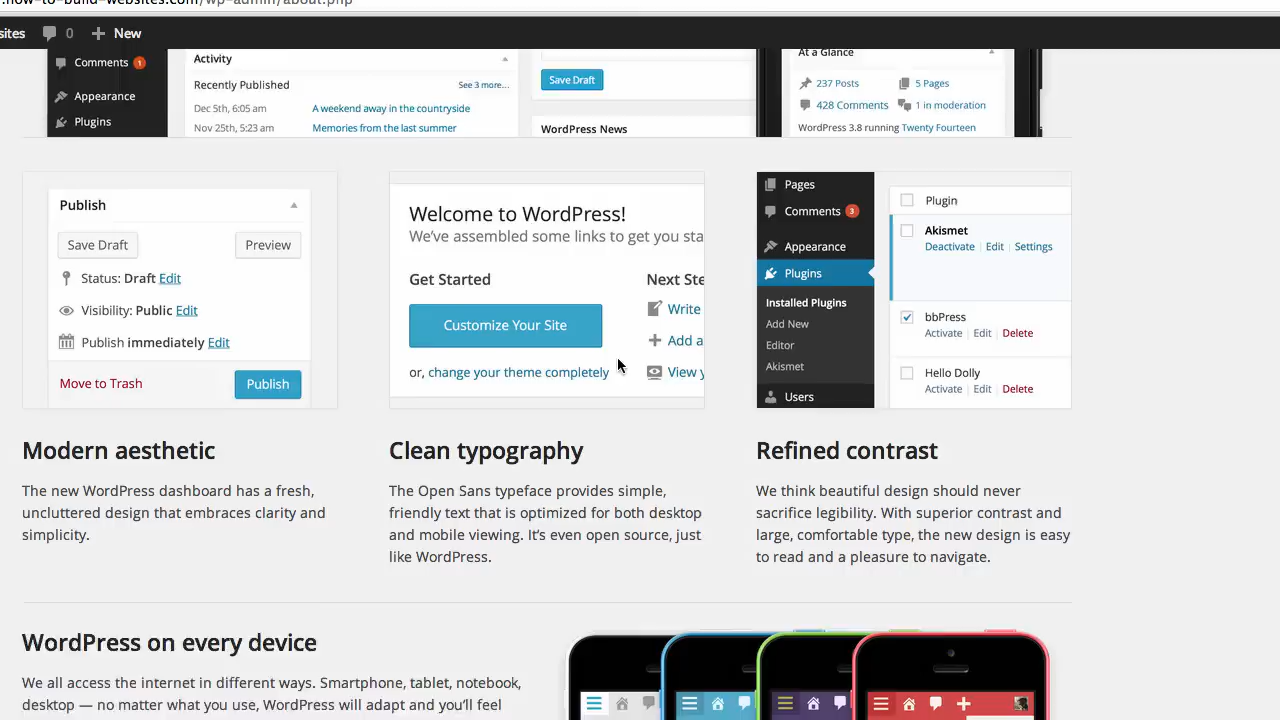 .how-to-build-websites.com/wp-admin/about.php
sites 0 New
Comments 1
Appearance
Plugins
Activity
Recently Published See 3 more...
Dec 5th, 6:05 am A weekend away in the countryside
Nov 25th, 5:23 am Memories from the last summer
Save Draft
WordPress News
At a Glance
237 Posts 5 Pages
428 Comments 1 in moderation
WordPress 3.8 running Twenty Fourteen
Publish
Save Draft Preview
Status: Draft Edit
Visibility: Public Edit
Publish immediately Edit
Move to Trash Publish
Welcome to WordPress!
We've assembled some links to get you sta
Get Started
Customize Your Site
or, change your theme completely
Next Ste
Write
Add a
View y
Pages
Comments 3
Appearance
Plugins
Installed Plugins
Add New
Editor
Akismet
Users
Plugin
Akismet
Deactivate | Edit | Settings
bbPress
Activate | Edit | Delete
Hello Dolly
Activate | Edit | Delete
Modern aesthetic
The new WordPress dashboard has a fresh,
uncluttered design that embraces clarity and
simplicity.
Clean typography
The Open Sans typeface provides simple,
friendly text that is optimized for both desktop
and mobile viewing. It's even open source, just
like WordPress.
Refined contrast
We think beautiful design should never
sacrifice legibility. With superior contrast and
large, comfortable type, the new design is easy
to read and a pleasure to navigate.
WordPress on every device
We all access the internet in different ways. Smartphone, tablet, notebook,
desktop — no matter what you use, WordPress will adapt and you'll feel